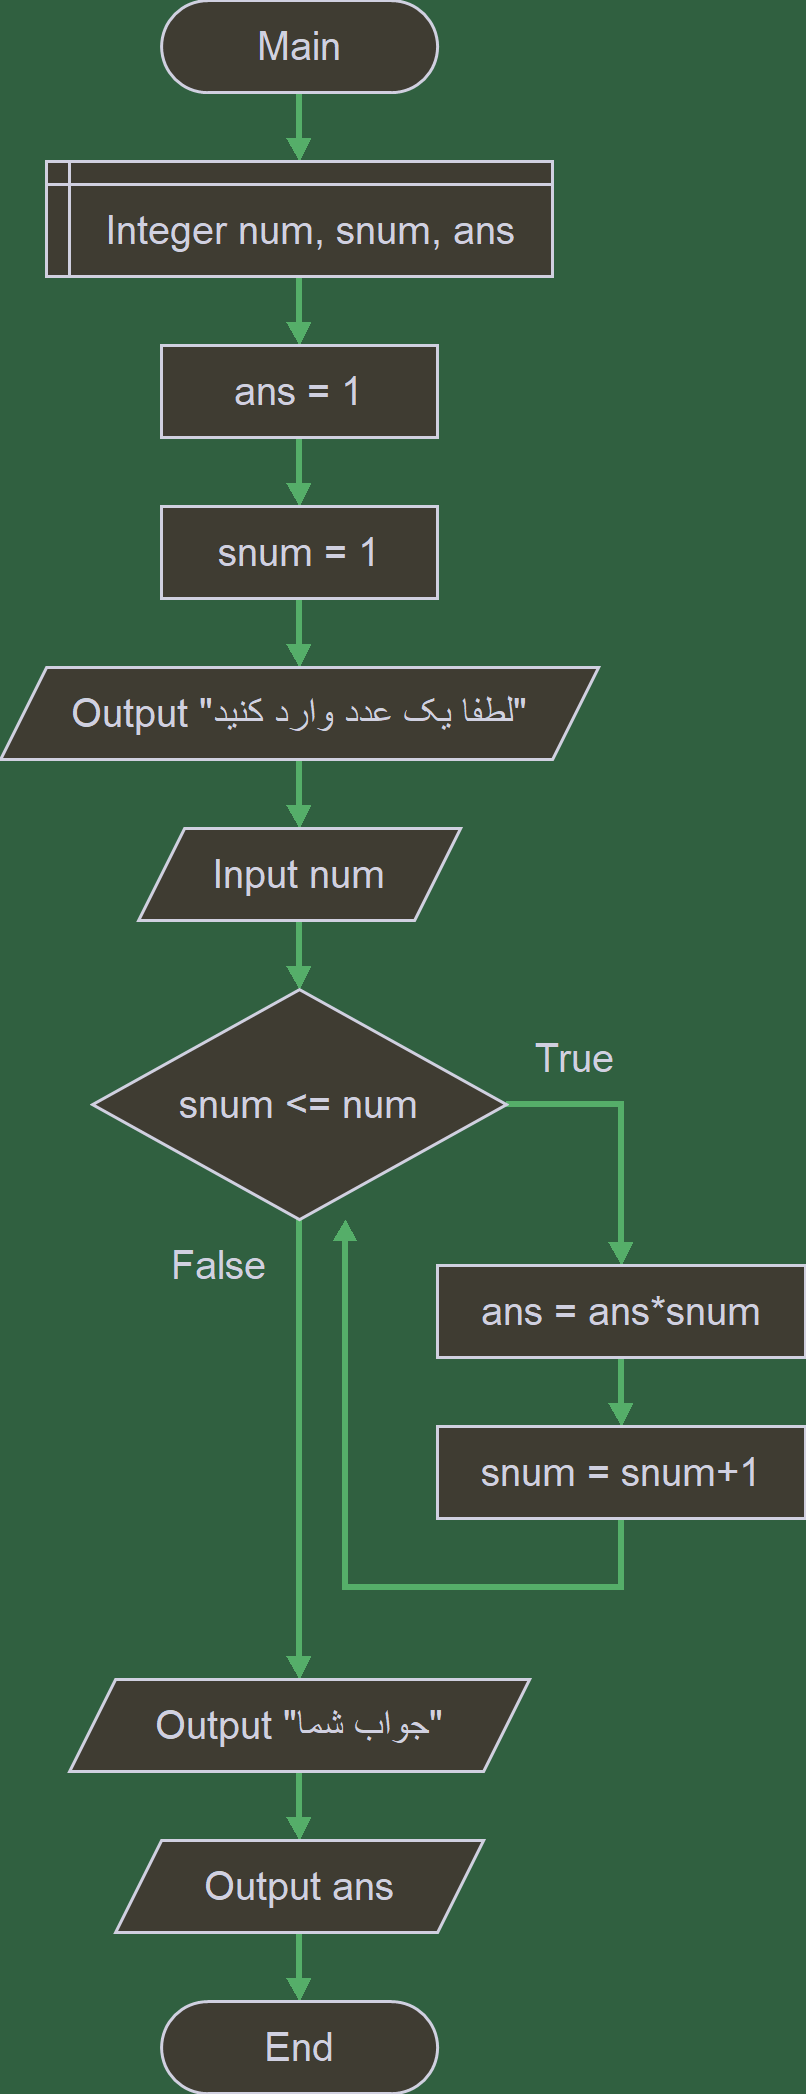 Main
Integer num, snum, ans
ans = 1
snum = 1
Output "لطفا یک عدد وارد کنید"
Input num
snum <= num
True
False
ans = ans*snum
snum = snum+1
Output "جواب شما"
Output ans
End